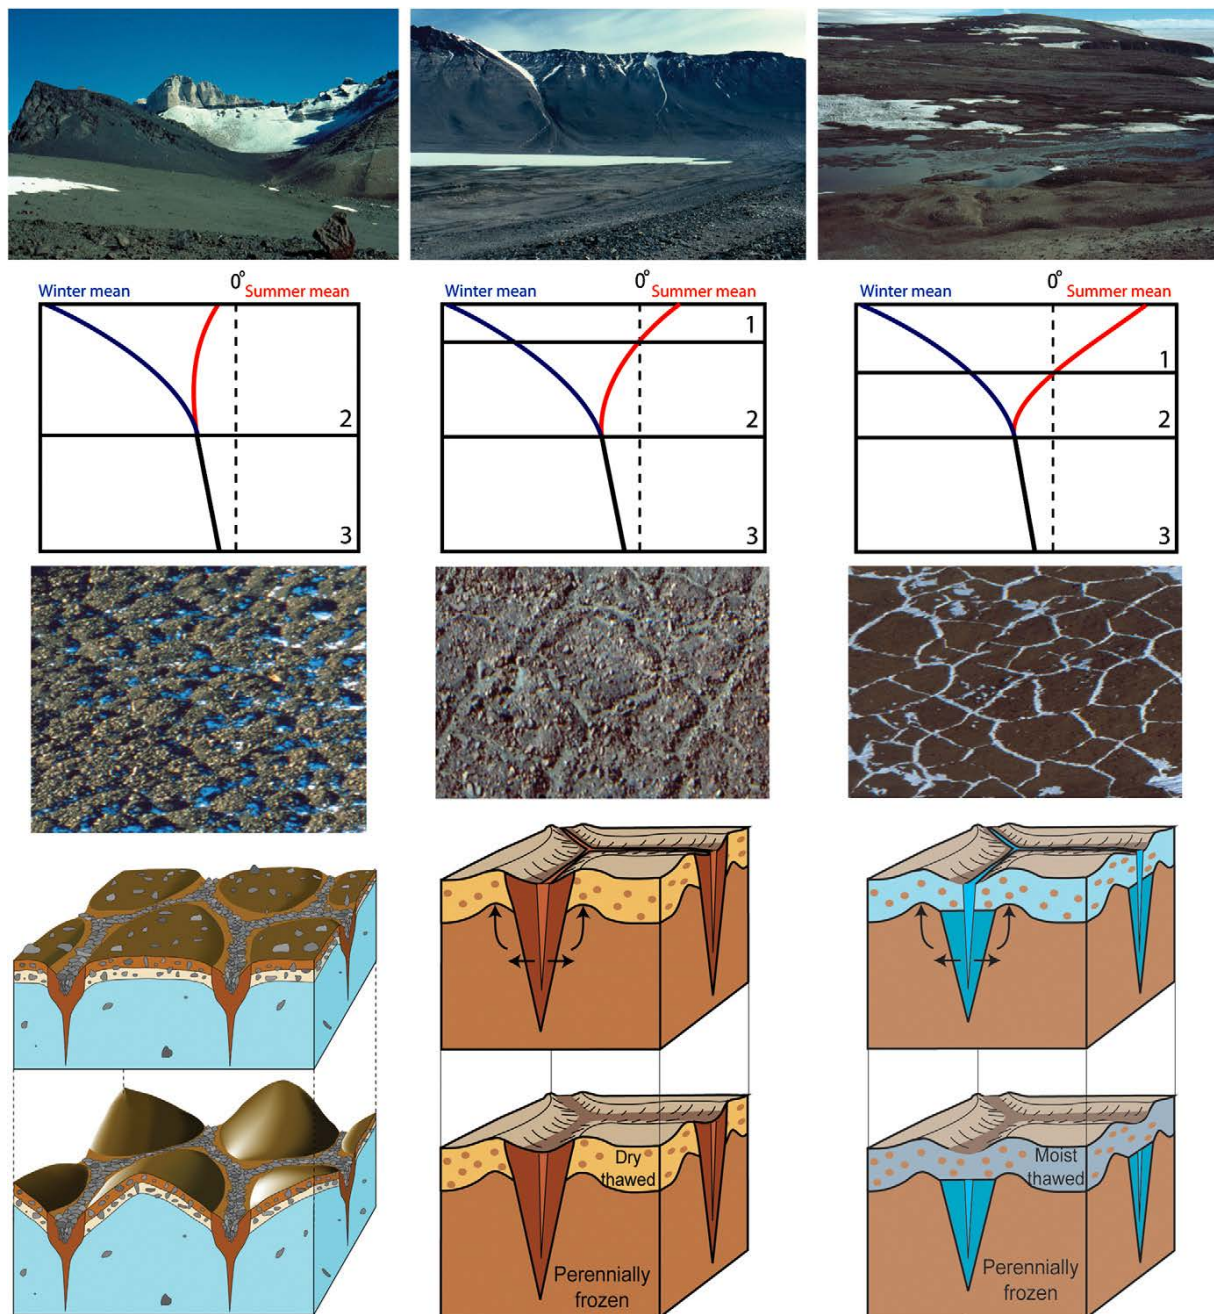 0°
Winter mean
Summer mean
2
3
0°
Winter mean
Summer mean
1
2
3
0°
Winter mean
Summer mean
1
2
3
Dry
thawed
Perennially
frozen
Moist
thawed
Perennially
frozen